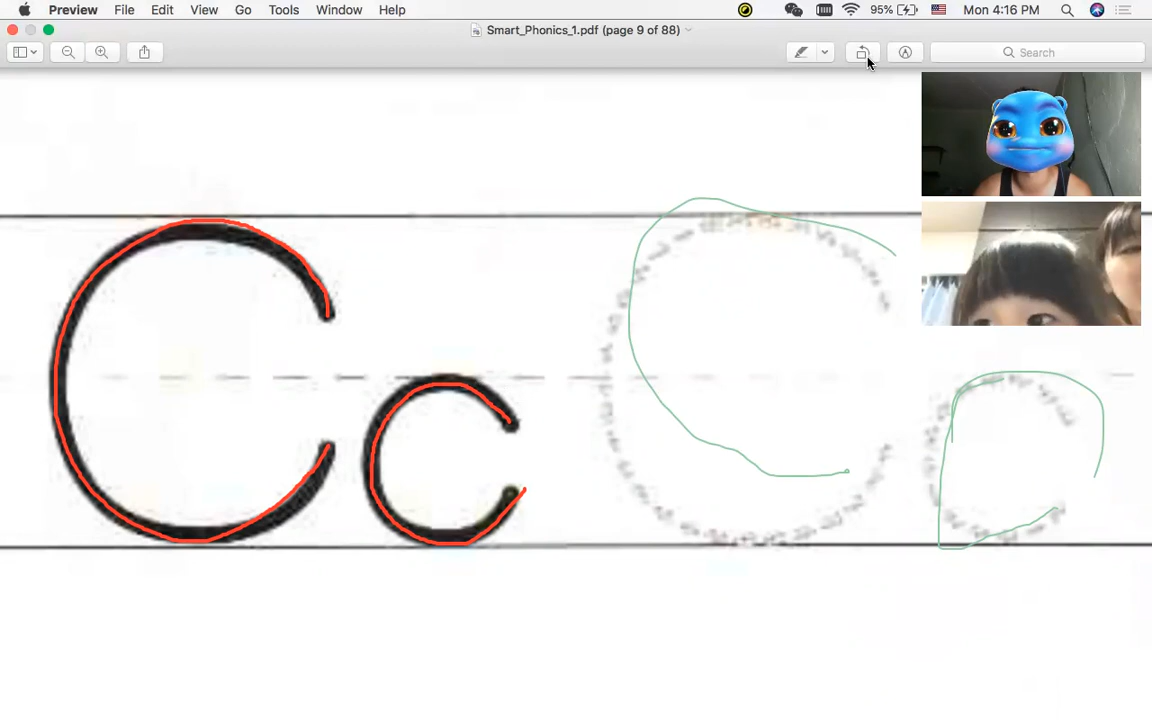 Preview File Edit View Go Tools Window Help 95% Mon 4:16 PM
Smart_Phonics_1.pdf (page 9 of 88)
Search
C c C c